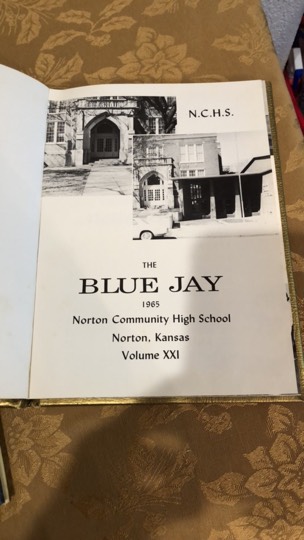 N.C.H.S.
THE
BLUE JAY
1965
Norton Community High School
Norton, Kansas
Volume XXI